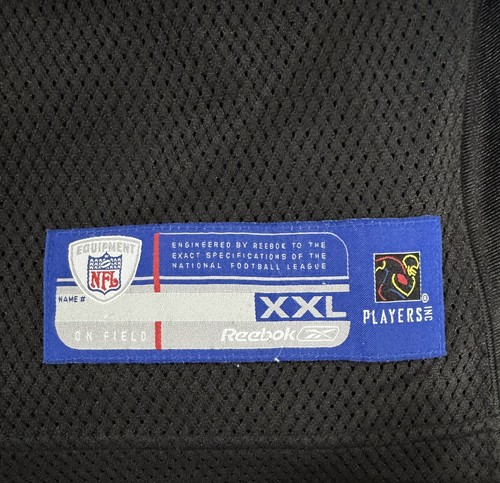 EQUIPMENT
NFL
ENGINEERED BY REEBOK TO THE
EXACT SPECIFICATIONS OF THE
NATIONAL FOOTBALL LEAGUE
NAME #
XXL
ON FIELD
Reebok
PLAYERS INC
®